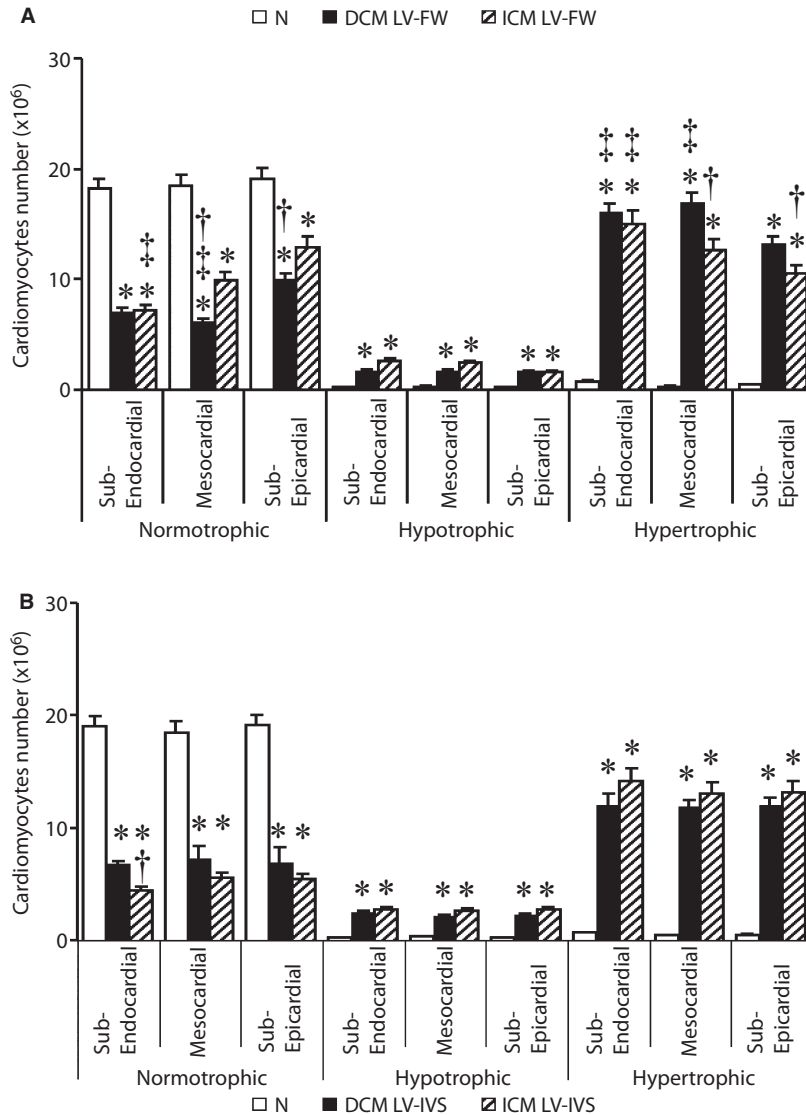 A
N DCM LV-FW ICM LV-FW
Cardiomyocytes number (x10⁶)
30
20
10
0
‡ ‡ † ‡ * * * *
† * *
* * * * * *
‡ ‡ * * ‡ * † * * † *
Sub-Endocardial
Mesocardial
Sub-Epicardial
Sub-Endocardial
Mesocardial
Sub-Epicardial
Sub-Endocardial
Mesocardial
Sub-Epicardial
Normotrophic Hypotrophic Hypertrophic
B
Cardiomyocytes number (x10⁶)
30
20
10
0
* * † * * * *
* * * * * *
* * * * * *
Sub-Endocardial
Mesocardial
Sub-Epicardial
Sub-Endocardial
Mesocardial
Sub-Epicardial
Sub-Endocardial
Mesocardial
Sub-Epicardial
Normotrophic Hypotrophic Hypertrophic
N DCM LV-IVS ICM LV-IVS